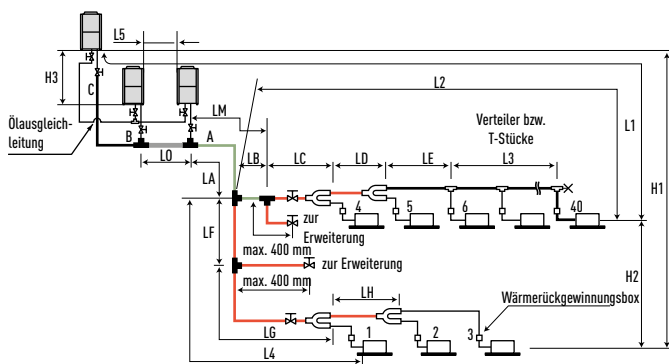 L5
H3
C
L2
LM
Verteiler bzw.
T-Stücke
L1
H1
Ölausgleich-
leitung
B
A
L0
LB
LC
LD
LE
L3
LA
4
5
6
40
zur
Erweiterung
LF
max. 400 mm
zur Erweiterung
H2
max. 400 mm
LH
Wärmerückgewinnungsbox
LG
1
2
3
L4